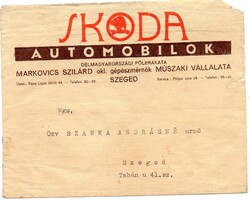 SKODA
AUTOMOBILOK
DÉLMAGYARORSZÁGI FŐLERAKATA
MARKOVICS SZILÁRD okl. gépészmérnök MŰSZAKI VÁLLALATA
SZEGED
Özv SZANKA ANDRÁSNÉ urnő
Szeged
Tabán u 41.sz.